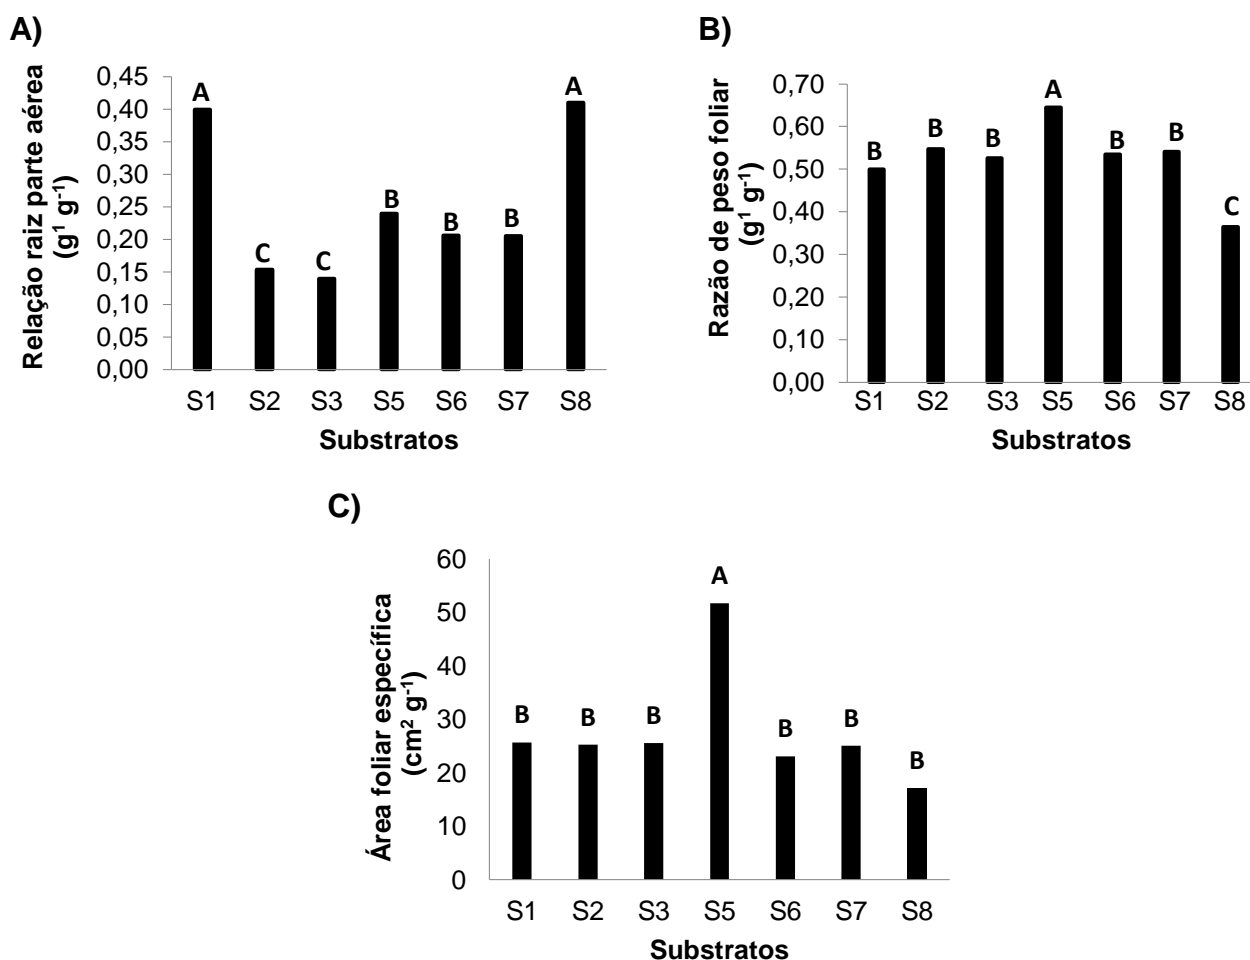 A)
Relação raiz parte aérea
(g¹ g⁻¹)
0,45
0,40
0,35
0,30
0,25
0,20
0,15
0,10
0,05
0,00
A
C
C
B
B
B
A
S1 S2 S3 S5 S6 S7 S8
Substratos
B)
Razão de peso foliar
(g¹ g⁻¹)
0,70
0,60
0,50
0,40
0,30
0,20
0,10
0,00
B
B
B
A
B
B
C
S1 S2 S3 S5 S6 S7 S8
Substratos
C)
Área foliar específica
(cm² g⁻¹)
60
50
40
30
20
10
0
B
B
B
A
B
B
B
S1 S2 S3 S5 S6 S7 S8
Substratos